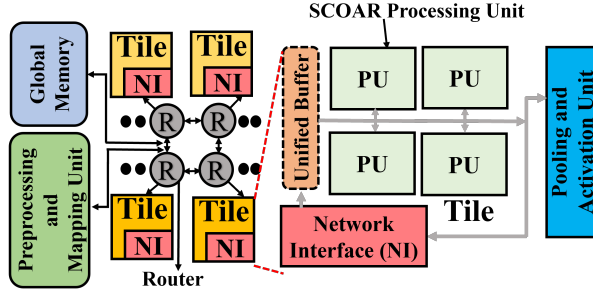 Global
Memory
Preprocessing
and
Mapping Unit
Tile
NI
Tile
NI
R
R
R
R
Tile
NI
Tile
NI
Router
SCOAR Processing Unit
Unified Buffer
PU
PU
PU
PU
Tile
Network
Interface (NI)
Pooling and
Activation Unit